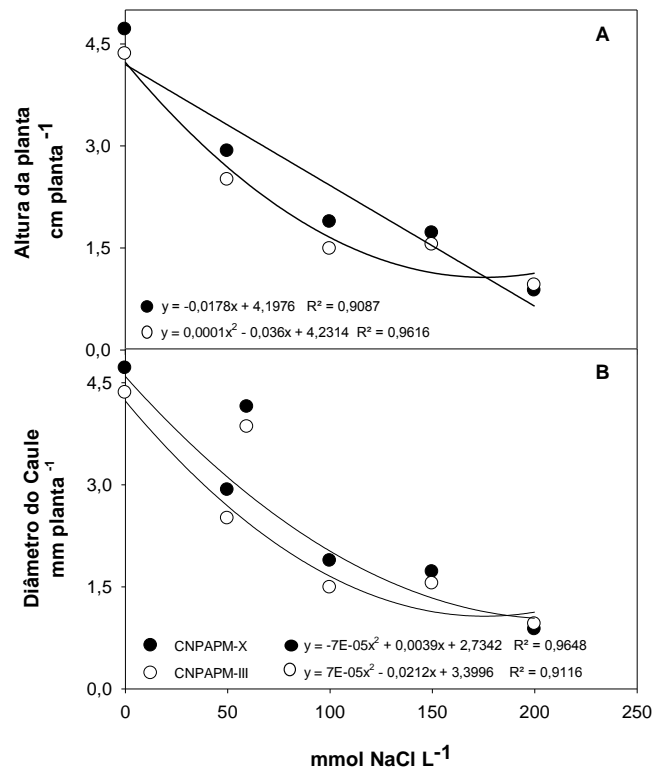 A
4,5
3,0
1,5
0,0
Altura da planta
cm planta -1
y = -0,0178x + 4,1976 R² = 0,9087
y = 0,0001x² - 0,036x + 4,2314 R² = 0,9616
B
4,5
3,0
1,5
0,0
Diâmetro do Caule
mm planta -1
CNPAPM-X y = -7E-05x² + 0,0039x + 2,7342 R² = 0,9648
CNPAPM-III y = 7E-05x² - 0,0212x + 3,3996 R² = 0,9116
0 50 100 150 200 250
mmol NaCl L-1